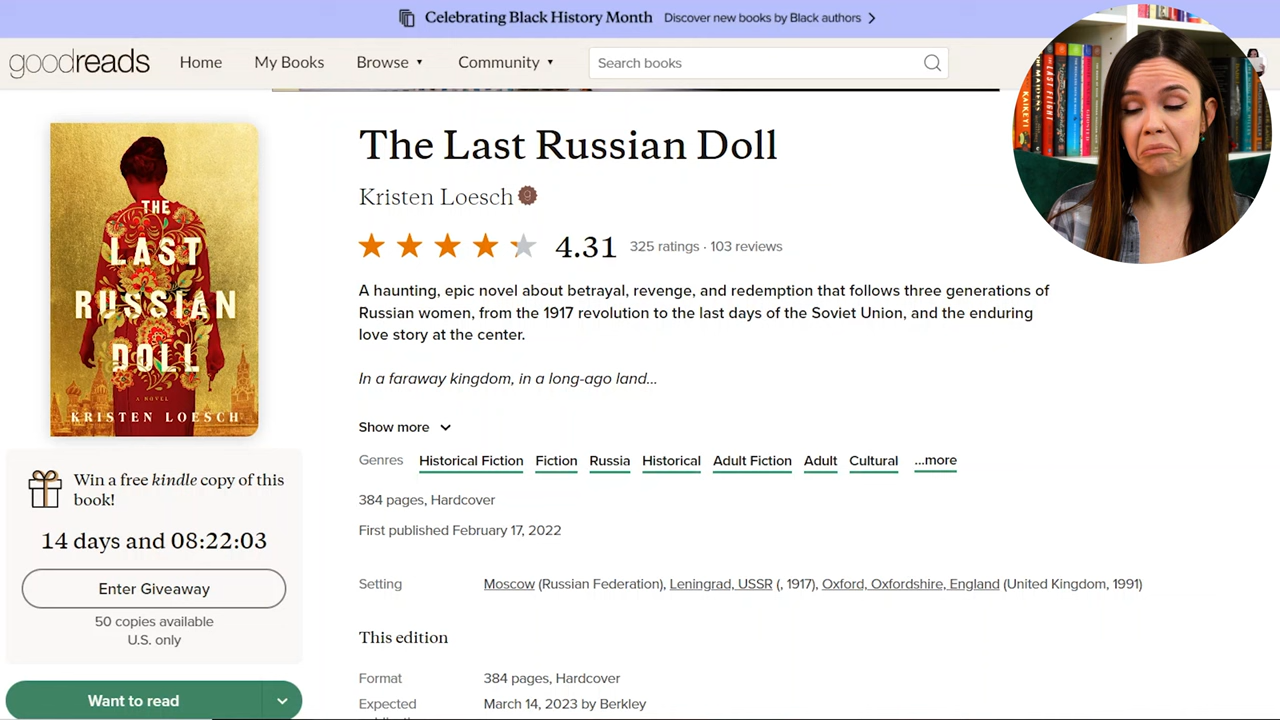 Celebrating Black History Month Discover new books by Black authors
goodreads Home My Books Browse Community Search books
The Last Russian Doll
Kristen Loesch
4.31 325 ratings · 103 reviews
A haunting, epic novel about betrayal, revenge, and redemption that follows three generations of
Russian women, from the 1917 revolution to the last days of the Soviet Union, and the enduring
love story at the center.
In a faraway kingdom, in a long-ago land...
Show more
Genres Historical Fiction Fiction Russia Historical Adult Fiction Adult Cultural ...more
384 pages, Hardcover
First published February 17, 2022
Setting Moscow (Russian Federation), Leningrad, USSR (, 1917), Oxford, Oxfordshire, England (United Kingdom, 1991)
This edition
Format 384 pages, Hardcover
Expected March 14, 2023 by Berkley
THE
LAST
RUSSIAN
DOLL
A NOVEL
KRISTEN LOESCH
Win a free kindle copy of this
book!
14 days and 08:22:03
Enter Giveaway
50 copies available
U.S. only
Want to read
KAIKEYI
THE LAST FLIGHT